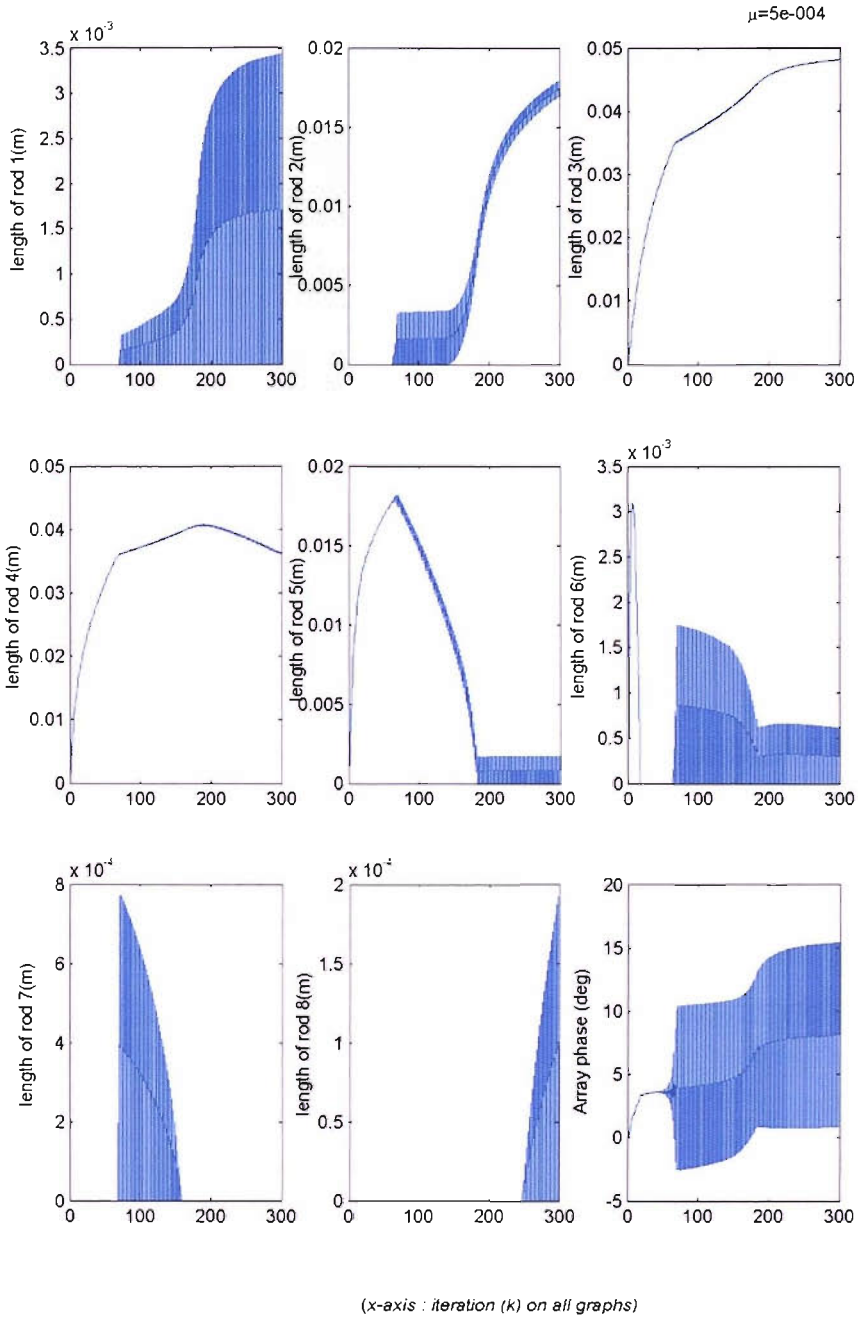 μ=5e-004
x 10⁻³
3.5
3
2.5
2
1.5
1
0.5
0
length of rod 1(m)
0 100 200 300
0.02
0.015
0.01
0.005
0
length of rod 2(m)
0 100 200 300
0.05
0.04
0.03
0.02
0.01
0
length of rod 3(m)
0 100 200 300
0.05
0.04
0.03
0.02
0.01
0
length of rod 4(m)
0 100 200 300
0.02
0.015
0.01
0.005
0
length of rod 5(m)
0 100 200 300
x 10⁻³
3.5
3
2.5
2
1.5
1
0.5
0
length of rod 6(m)
0 100 200 300
x 10⁻⁴
8
6
4
2
0
length of rod 7(m)
0 100 200 300
x 10⁻⁴
2
1.5
1
0.5
0
length of rod 8(m)
0 100 200 300
20
15
10
5
0
-5
Array phase (deg)
0 100 200 300
(x-axis : iteration (k) on all graphs)